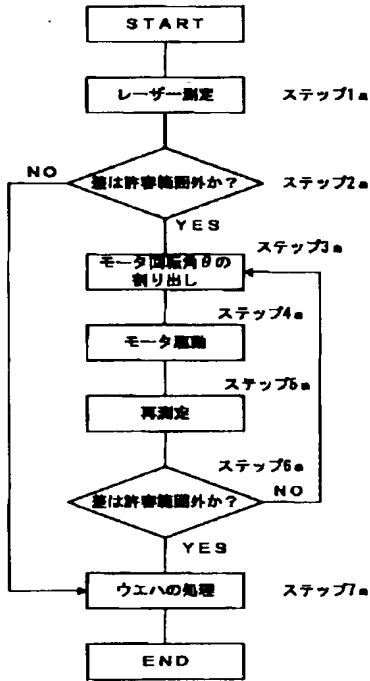 START
レーザー測定
ステップ1a
差は許容範囲外か?
ステップ2a
NO
YES
ステップ3a
モータ回転角θの
割り出し
ステップ4a
モータ駆動
ステップ5a
再測定
ステップ6a
差は許容範囲外か?
NO
YES
ウエハの処理
ステップ7a
END